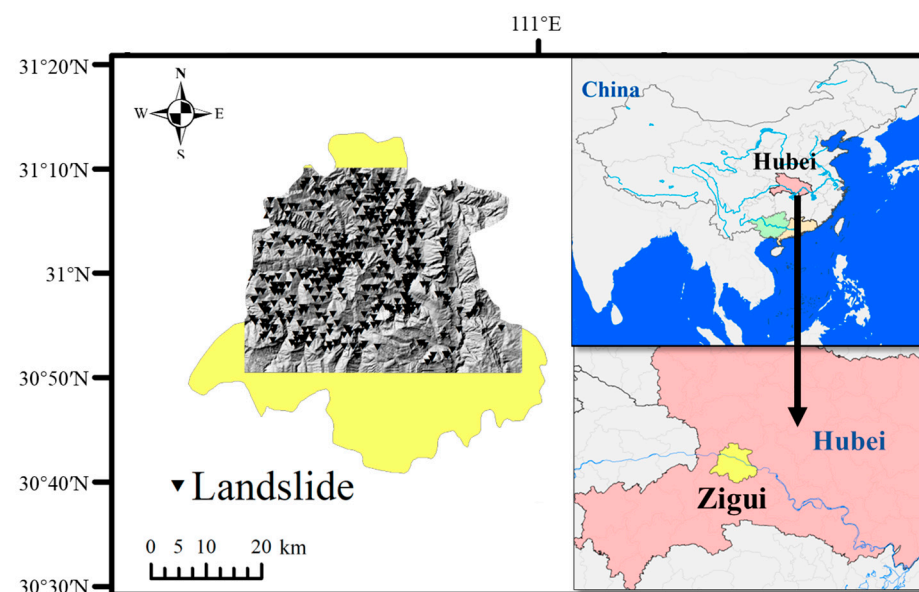 111°E
31°20′N
31°10′N
31°N
30°50′N
30°40′N
30°30′N
N
W E
S
Landslide
0 5 10 20 km
China
Hubei
Hubei
Zigui